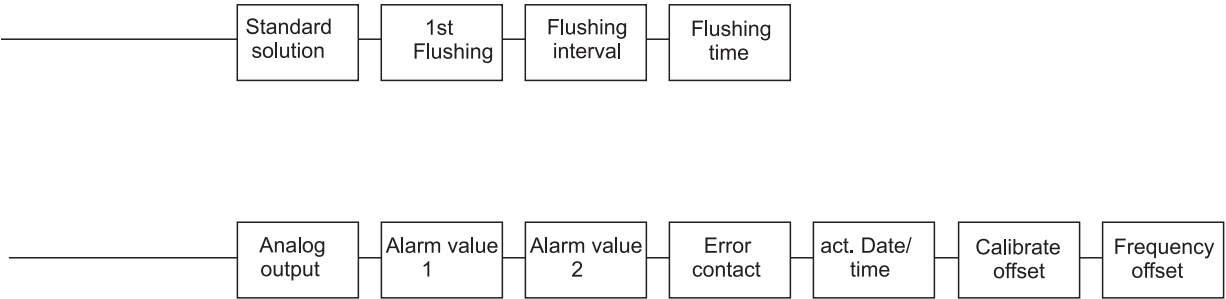 Standard
solution
1st
Flushing
Flushing
interval
Flushing
time
Analog
output
Alarm value
1
Alarm value
2
Error
contact
act. Date/
time
Calibrate
offset
Frequency
offset